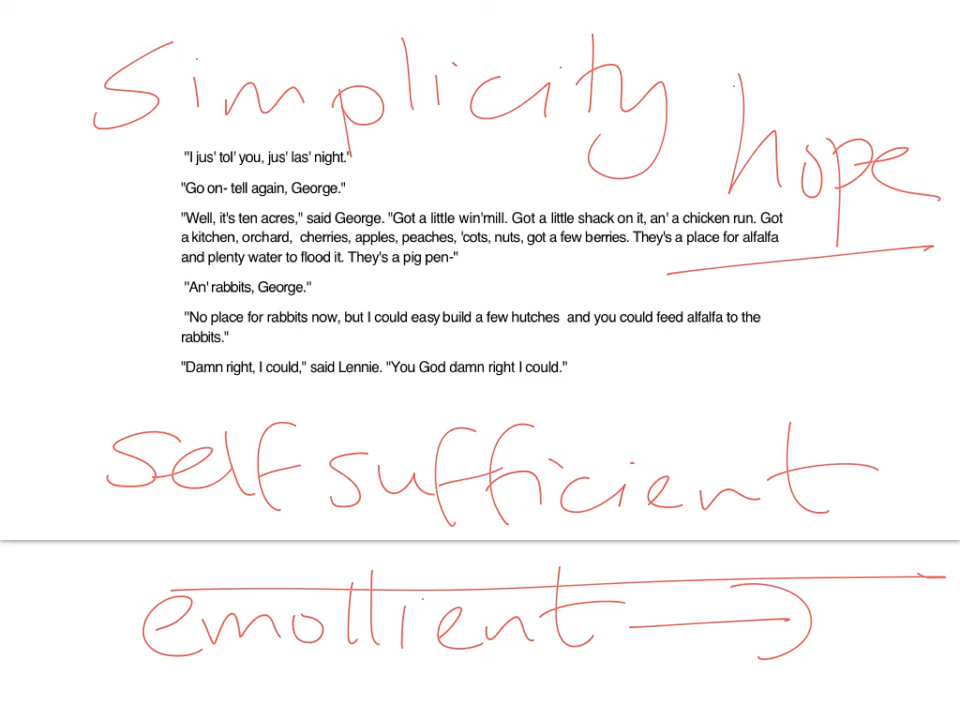 simplicity
hope
"I jus' tol' you, jus' las' night."
"Go on- tell again, George."
"Well, it's ten acres," said George. "Got a little win'mill. Got a little shack on it, an' a chicken run. Got
a kitchen, orchard, cherries, apples, peaches, 'cots, nuts, got a few berries. They's a place for alfalfa
and plenty water to flood it. They's a pig pen-"
"An' rabbits, George."
"No place for rabbits now, but I could easy build a few hutches and you could feed alfalfa to the
rabbits."
"Damn right, I could," said Lennie. "You God damn right I could."
self sufficient
emollient